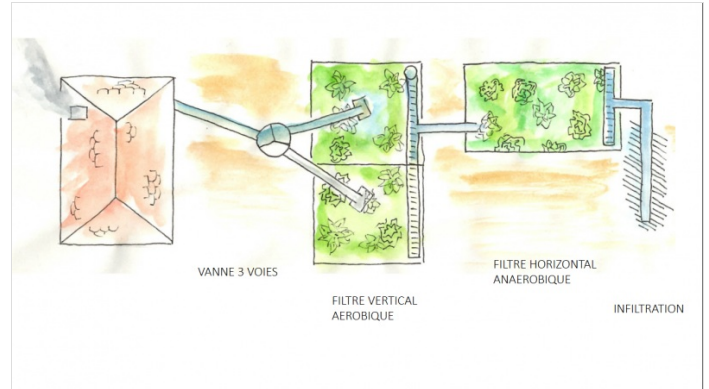 VANNE 3 VOIES
FILTRE VERTICAL
AEROBIQUE
FILTRE HORIZONTAL
ANAEROBIQUE
INFILTRATION